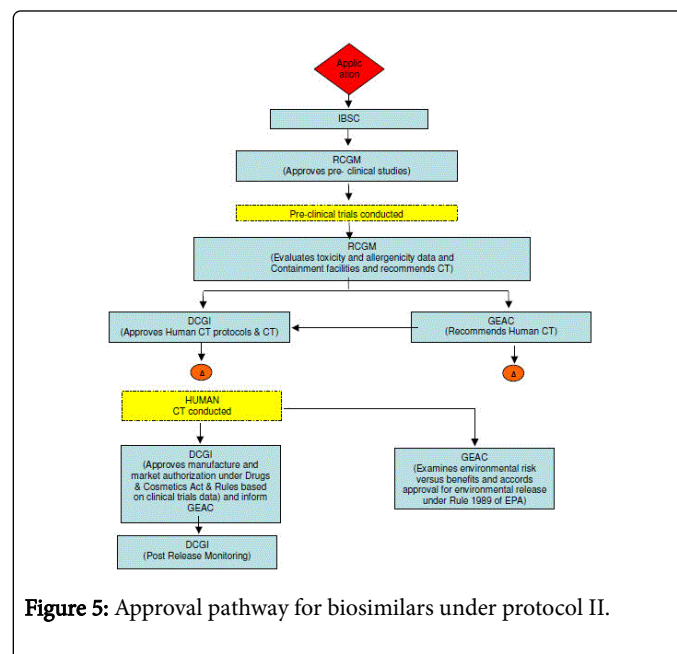 Applic
ation
IBSC
RCGM
(Approves pre- clinical studies)
Pre-clinical trials conducted
RCGM
(Evaluates toxicity and allergenicity data and
Containment facilities and recommends CT)
DCGI
(Approves Human CT protocols & CT)
GEAC
(Recommends Human CT)
Δ
Δ
HUMAN
CT conducted
DCGI
(Approves manufacture and
market authorization under Drugs
& Cosmetics Act & Rules based
on clinical trials data) and inform
GEAC
GEAC
(Examines environmental risk
versus benefits and accords
approval for environmental release
under Rule 1989 of EPA)
DCGI
(Post Release Monitoring)
Figure 5: Approval pathway for biosimilars under protocol II.